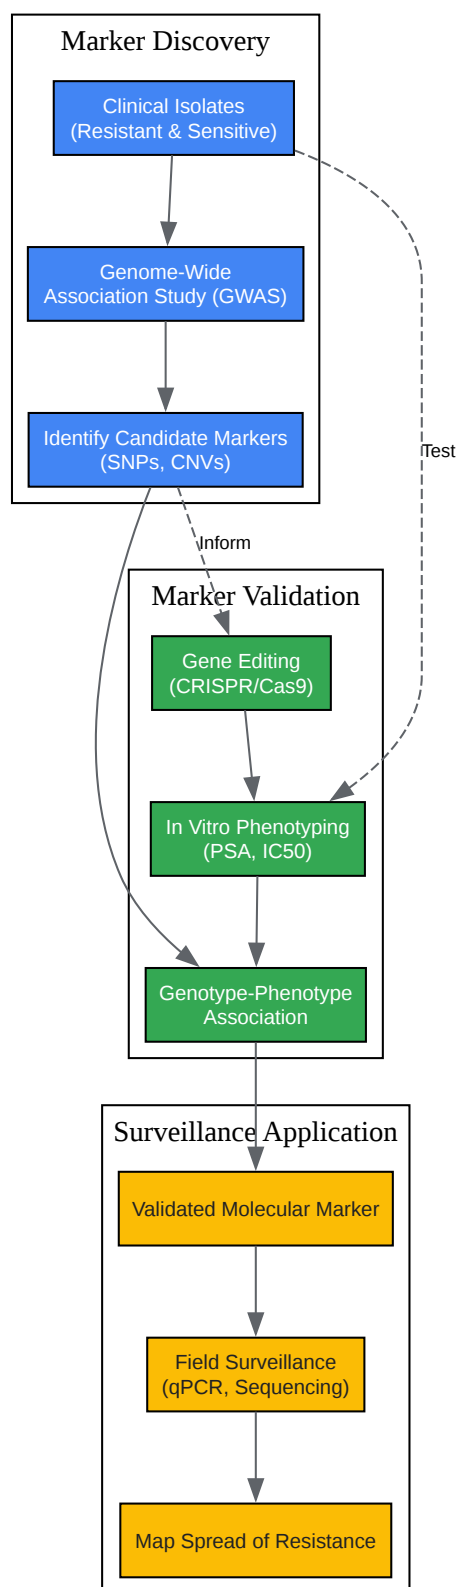 Marker Discovery
Clinical Isolates
(Resistant & Sensitive)
Genome-Wide
Association Study (GWAS)
Identify Candidate Markers
(SNPs, CNVs)
Test
Inform
Marker Validation
Gene Editing
(CRISPR/Cas9)
In Vitro Phenotyping
(PSA, IC50)
Genotype-Phenotype
Association
Surveillance Application
Validated Molecular Marker
Field Surveillance
(qPCR, Sequencing)
Map Spread of Resistance